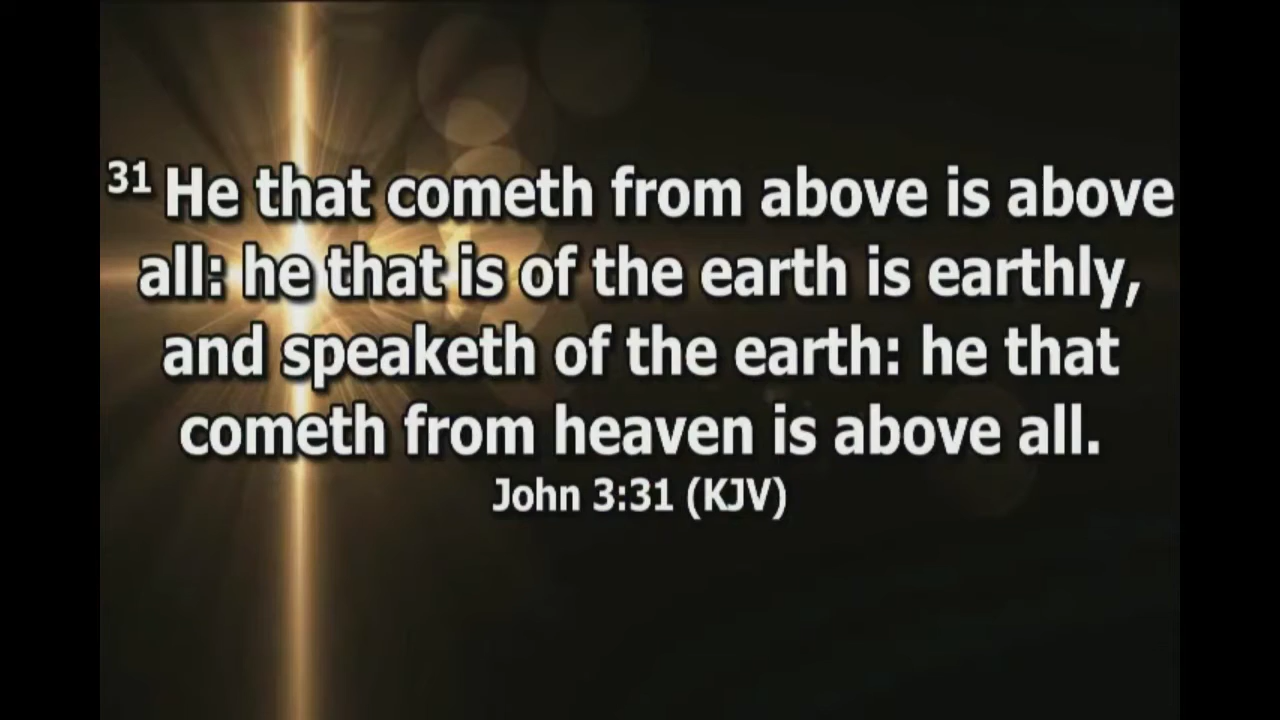 31 He that cometh from above is above
all: he that is of the earth is earthly,
and speaketh of the earth: he that
cometh from heaven is above all.
John 3:31 (KJV)